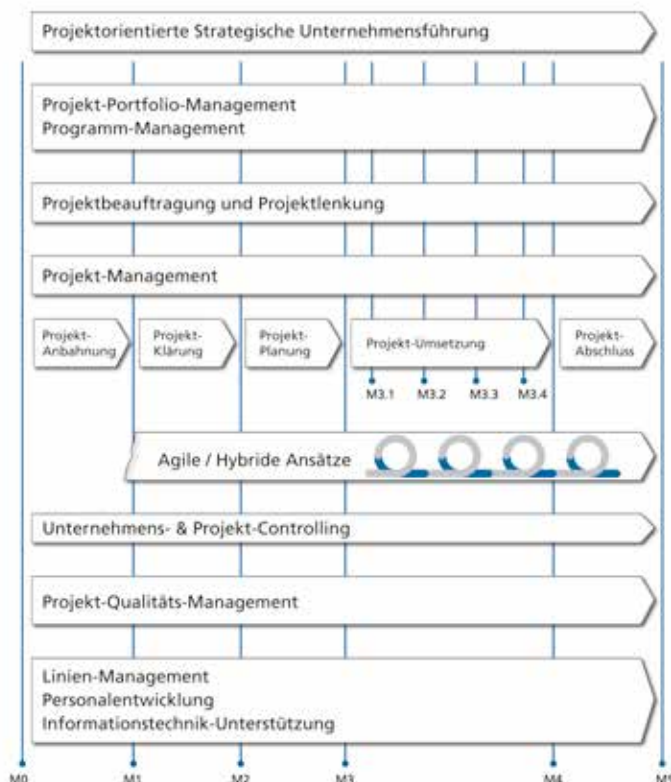 Projektorientierte Strategische Unternehmensführung
Projekt-Portfolio-Management
Programm-Management
Projektbeauftragung und Projektlenkung
Projekt-Management
Projekt-
Anbahnung
Projekt-
Klärung
Projekt-
Planung
Projekt-Umsetzung
Projekt-
Abschluss
M3.1 M3.2 M3.3 M3.4
Agile / Hybride Ansätze
Unternehmens- & Projekt-Controlling
Projekt-Qualitäts-Management
Linien-Management
Personalentwicklung
Informationstechnik-Unterstützung
M0 M1 M2 M3 M4